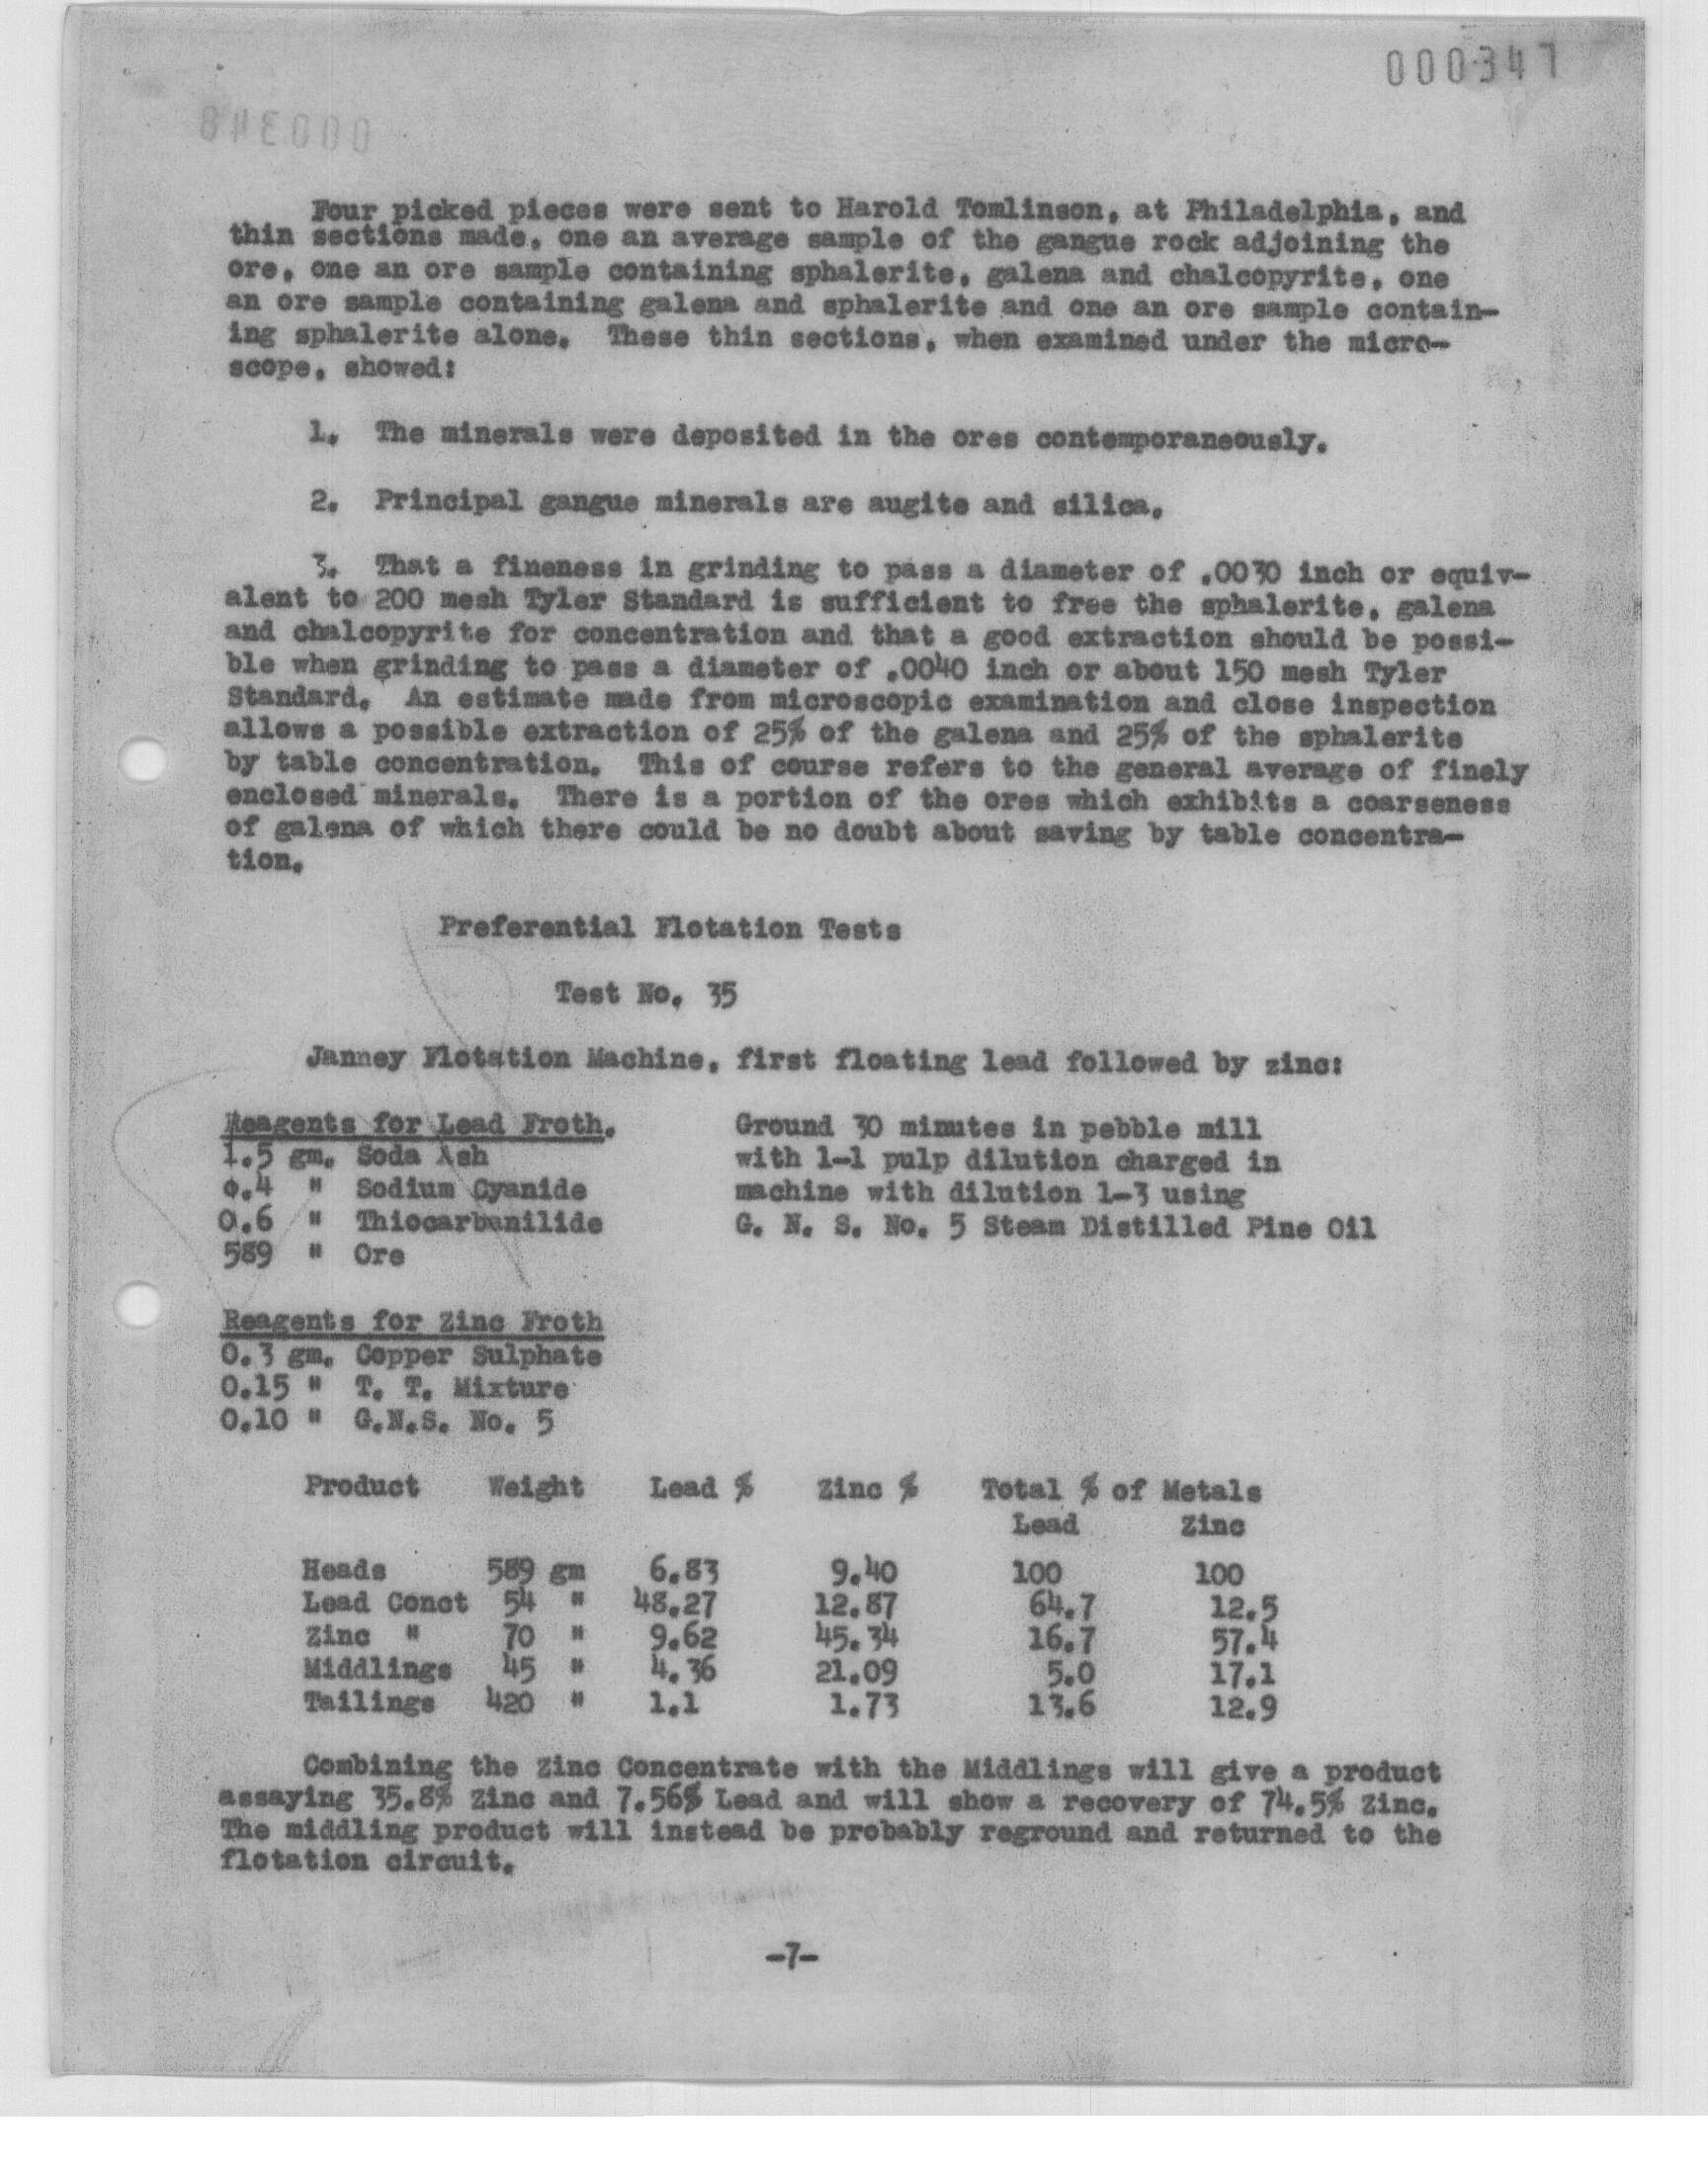 000347
000348
Four picked pieces were sent to Harold Tomlinson, at Philadelphia, and
thin sections made, one an average sample of the gangue rock adjoining the
ore, one an ore sample containing sphalerite, galena and chalcopyrite, one
an ore sample containing galena and sphalerite and one an ore sample contain-
ing sphalerite alone. These thin sections, when examined under the micro-
scope, showed:
1. The minerals were deposited in the ores contemporaneously.
2. Principal gangue minerals are augite and silica.
3. That a fineness in grinding to pass a diameter of .0030 inch or equiv-
alent to 200 mesh Tyler Standard is sufficient to free the sphalerite, galena
and chalcopyrite for concentration and that a good extraction should be possi-
ble when grinding to pass a diameter of .0040 inch or about 150 mesh Tyler
Standard. An estimate made from microscopic examination and close inspection
allows a possible extraction of 25% of the galena and 25% of the sphalerite
by table concentration. This of course refers to the general average of finely
enclosed minerals. There is a portion of the ores which exhibits a coarseness
of galena of which there could be no doubt about saving by table concentra-
tion.
Preferential Flotation Tests
Test No. 35
Janney Flotation Machine, first floating lead followed by zinc:
Reagents for Lead Froth. Ground 30 minutes in pebble mill
1.5 gm. Soda Ash with 1-1 pulp dilution charged in
0.4 " Sodium Cyanide machine with dilution 1-3 using
0.6 " Thiocarbanilide G. N. S. No. 5 Steam Distilled Pine Oil
589 " Ore
Reagents for Zinc Froth
0.3 gm. Copper Sulphate
0.15 " T. T. Mixture
0.10 " G.N.S. No. 5
Product Weight Lead % Zinc % Total % of Metals
Lead Zinc
Heads 589 gm 6.83 9.40 100 100
Lead Conct 54 " 48.27 12.87 64.7 12.5
Zinc " 70 " 9.62 45.34 16.7 57.4
Middlings 45 " 4.36 21.09 5.0 17.1
Tailings 420 " 1.1 1.73 13.6 12.9
Combining the Zinc Concentrate with the Middlings will give a product
assaying 35.8% Zinc and 7.56% Lead and will show a recovery of 74.5% Zinc.
The middling product will instead be probably reground and returned to the
flotation circuit.
-7-